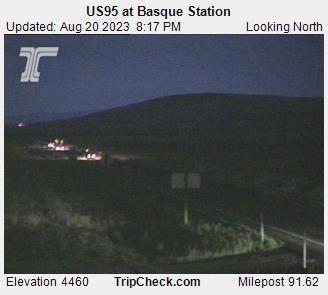 US95 at Basque Station
Updated: Aug 20 2023 8:17 PM Looking North
Elevation 4460 TripCheck.com Milepost 91.62